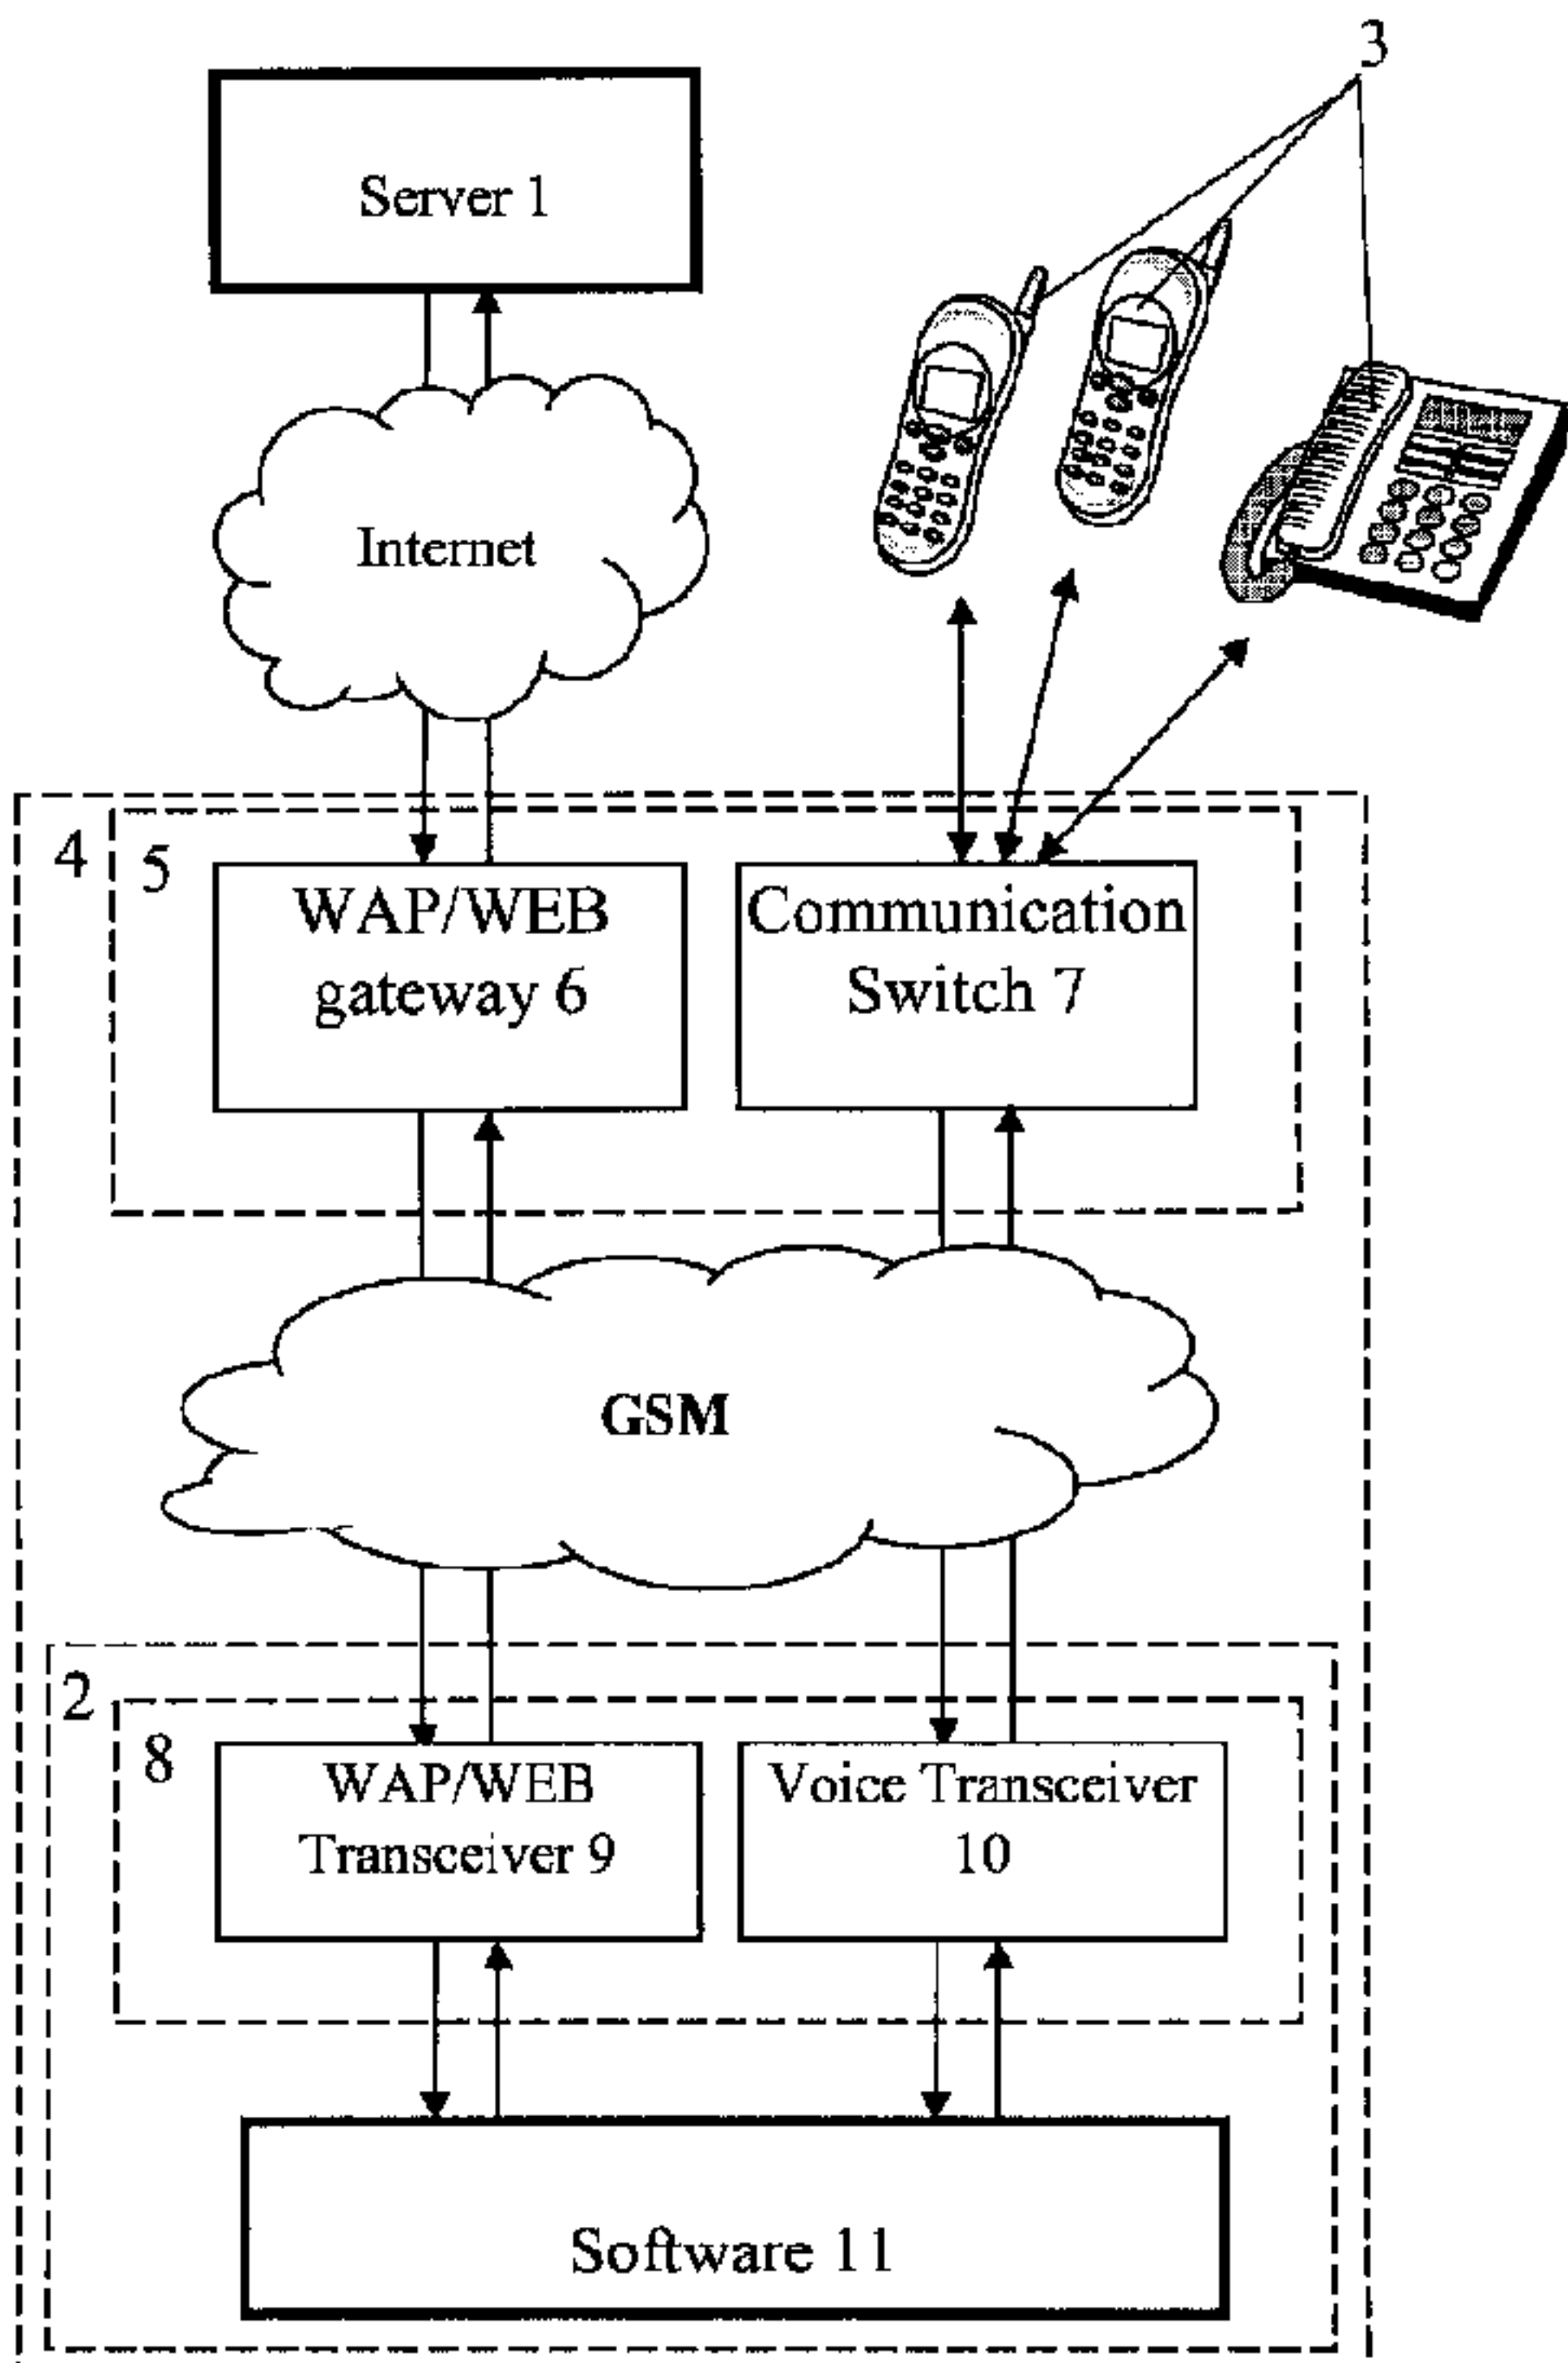 3
Server 1
Internet
4
5
WAP/WEB
gateway 6
Communication
Switch 7
GSM
2
8
WAP/WEB
Transceiver 9
Voice Transceiver
10
Software 11